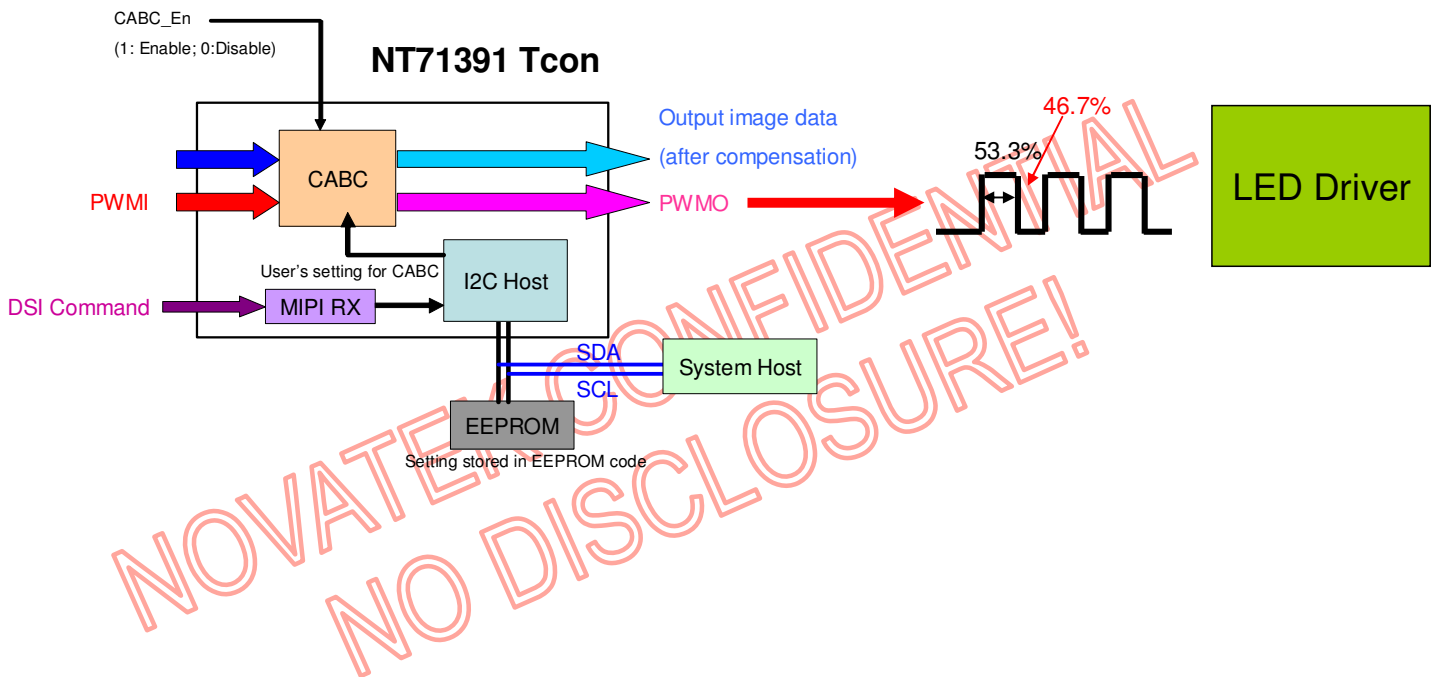 CABC_En
(1: Enable; 0:Disable)
NT71391 Tcon
46.7%
Output image data
(after compensation)
53.3%
CABC
LED Driver
PWMI
PWMO
User's setting for CABC
I2C Host
DSI Command
MIPI RX
SDA
SCL
System Host
EEPROM
Setting stored in EEPROM code
NOVATEK CONFIDENTIAL
NO DISCLOSURE!